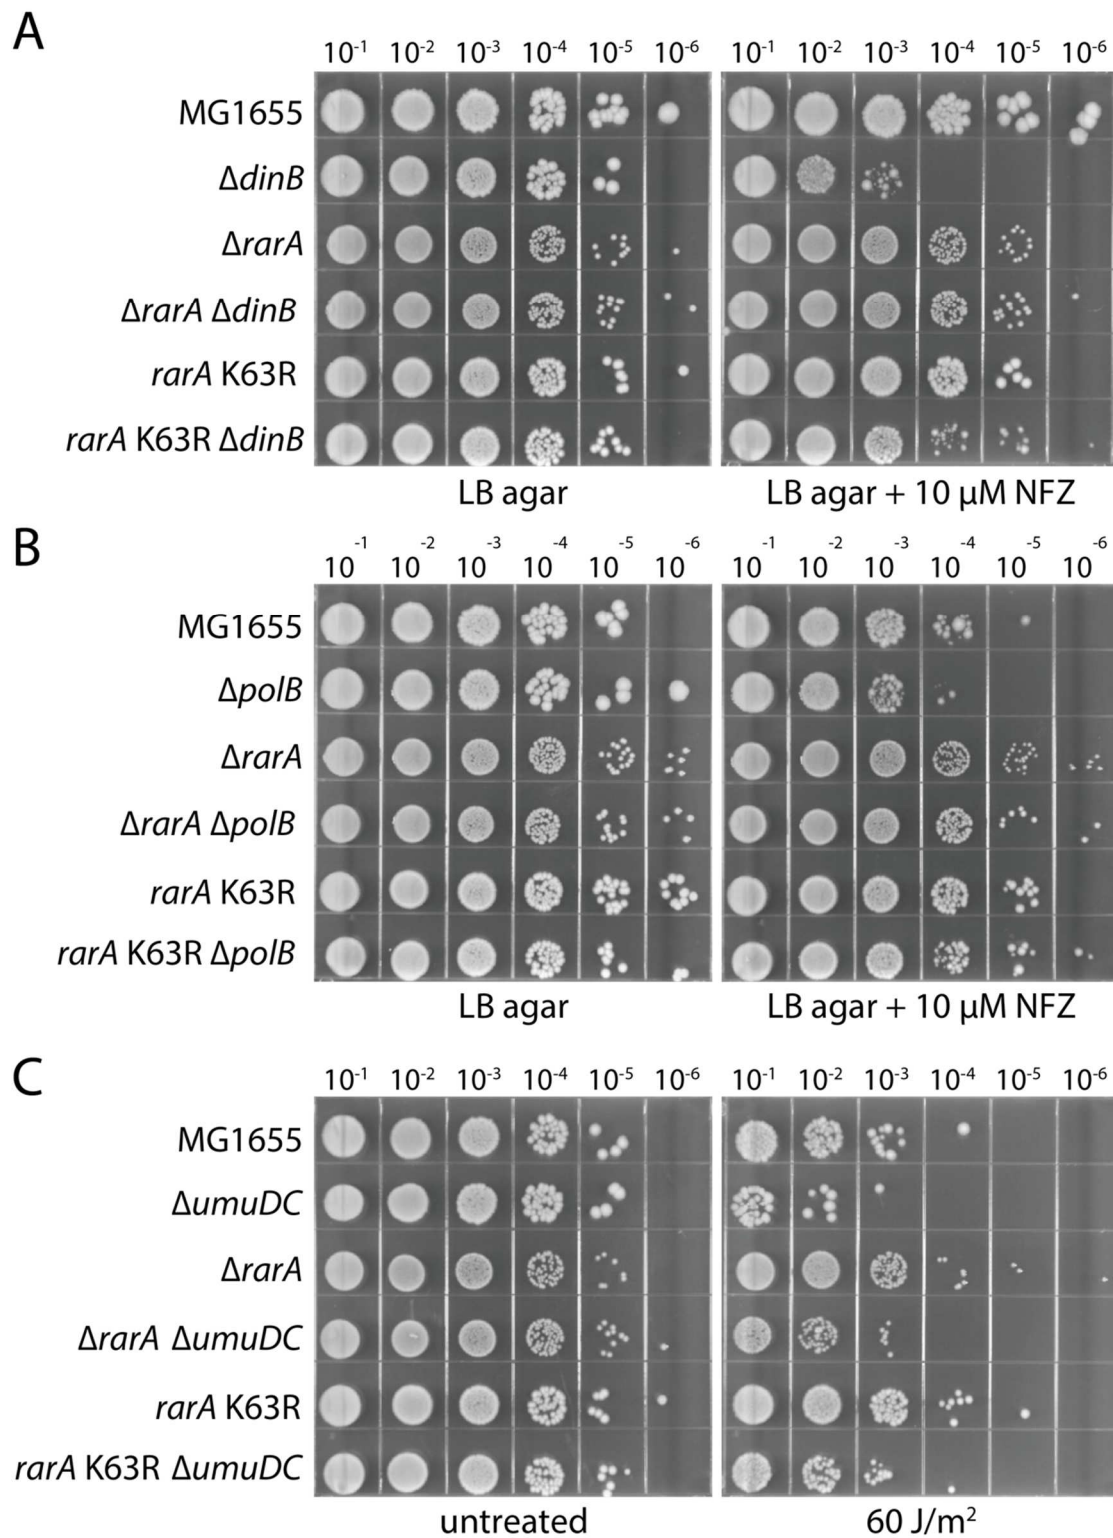 A
10-1 10-2 10-3 10-4 10-5 10-6 10-1 10-2 10-3 10-4 10-5 10-6
MG1655
ΔdinB
ΔrarA
ΔrarA ΔdinB
rarA K63R
rarA K63R ΔdinB
LB agar LB agar + 10 μM NFZ
B
10-1 10-2 10-3 10-4 10-5 10-6 10-1 10-2 10-3 10-4 10-5 10-6
MG1655
ΔpolB
ΔrarA
ΔrarA ΔpolB
rarA K63R
rarA K63R ΔpolB
LB agar LB agar + 10 μM NFZ
C
10-1 10-2 10-3 10-4 10-5 10-6 10-1 10-2 10-3 10-4 10-5 10-6
MG1655
ΔumuDC
ΔrarA
ΔrarA ΔumuDC
rarA K63R
rarA K63R ΔumuDC
untreated 60 J/m2